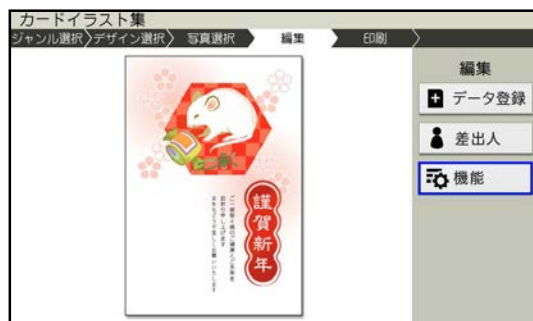 カードイラスト集
ジャンル選択〉デザイン選択〉 写真選択 編集 印刷
編集
データ登録
差出人
機能
謹賀新年